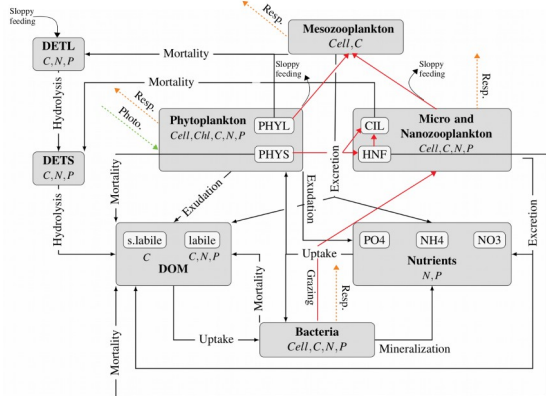 Sloppy
feeding
DETL
C,N,P
Mortality
Resp.
Mesozooplankton
Cell,C
Sloppy
feeding
Sloppy
feeding
Resp.
Hydrolysis
Mortality
Resp.
Photo.
Phytoplankton
Cell,Chl,C,N,P
PHYL
PHYS
CIL
HNF
Micro and
Nanozooplankton
Cell,C,N,P
DETS
C,N,P
Mortality
Exudation
Exudation
Excretion
Excretion
Hydrolysis
s.labile
C
labile
C,N,P
DOM
PO4
NH4
NO3
Nutrients
N,P
Uptake
Grazing
Resp.
Mortality
Uptake
Bacteria
Cell,C,N,P
Mineralization
Mortality